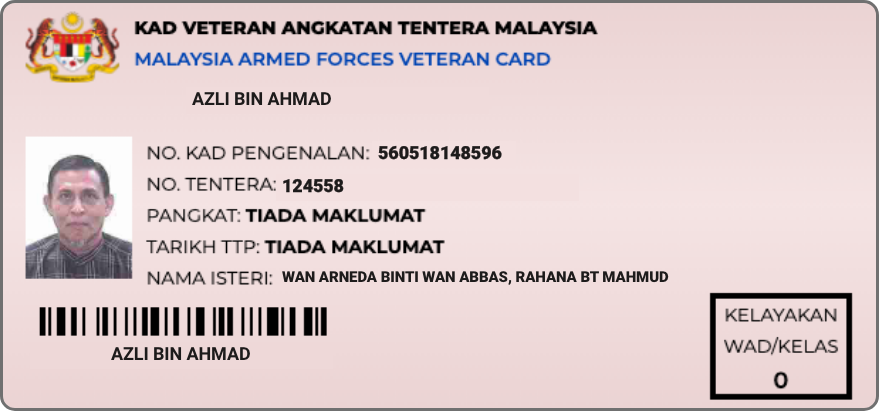 KAD VETERAN ANGKATAN TENTERA MALAYSIA
MALAYSIA ARMED FORCES VETERAN CARD
AZLI BIN AHMAD
NO. KAD PENGENALAN: 560518148596
NO. TENTERA: 124558
PANGKAT: TIADA MAKLUMAT
TARIKH TTP: TIADA MAKLUMAT
NAMA ISTERI: WAN ARNEDA BINTI WAN ABBAS, RAHANA BT MAHMUD
AZLI BIN AHMAD
KELAYAKAN
WAD/KELAS
0